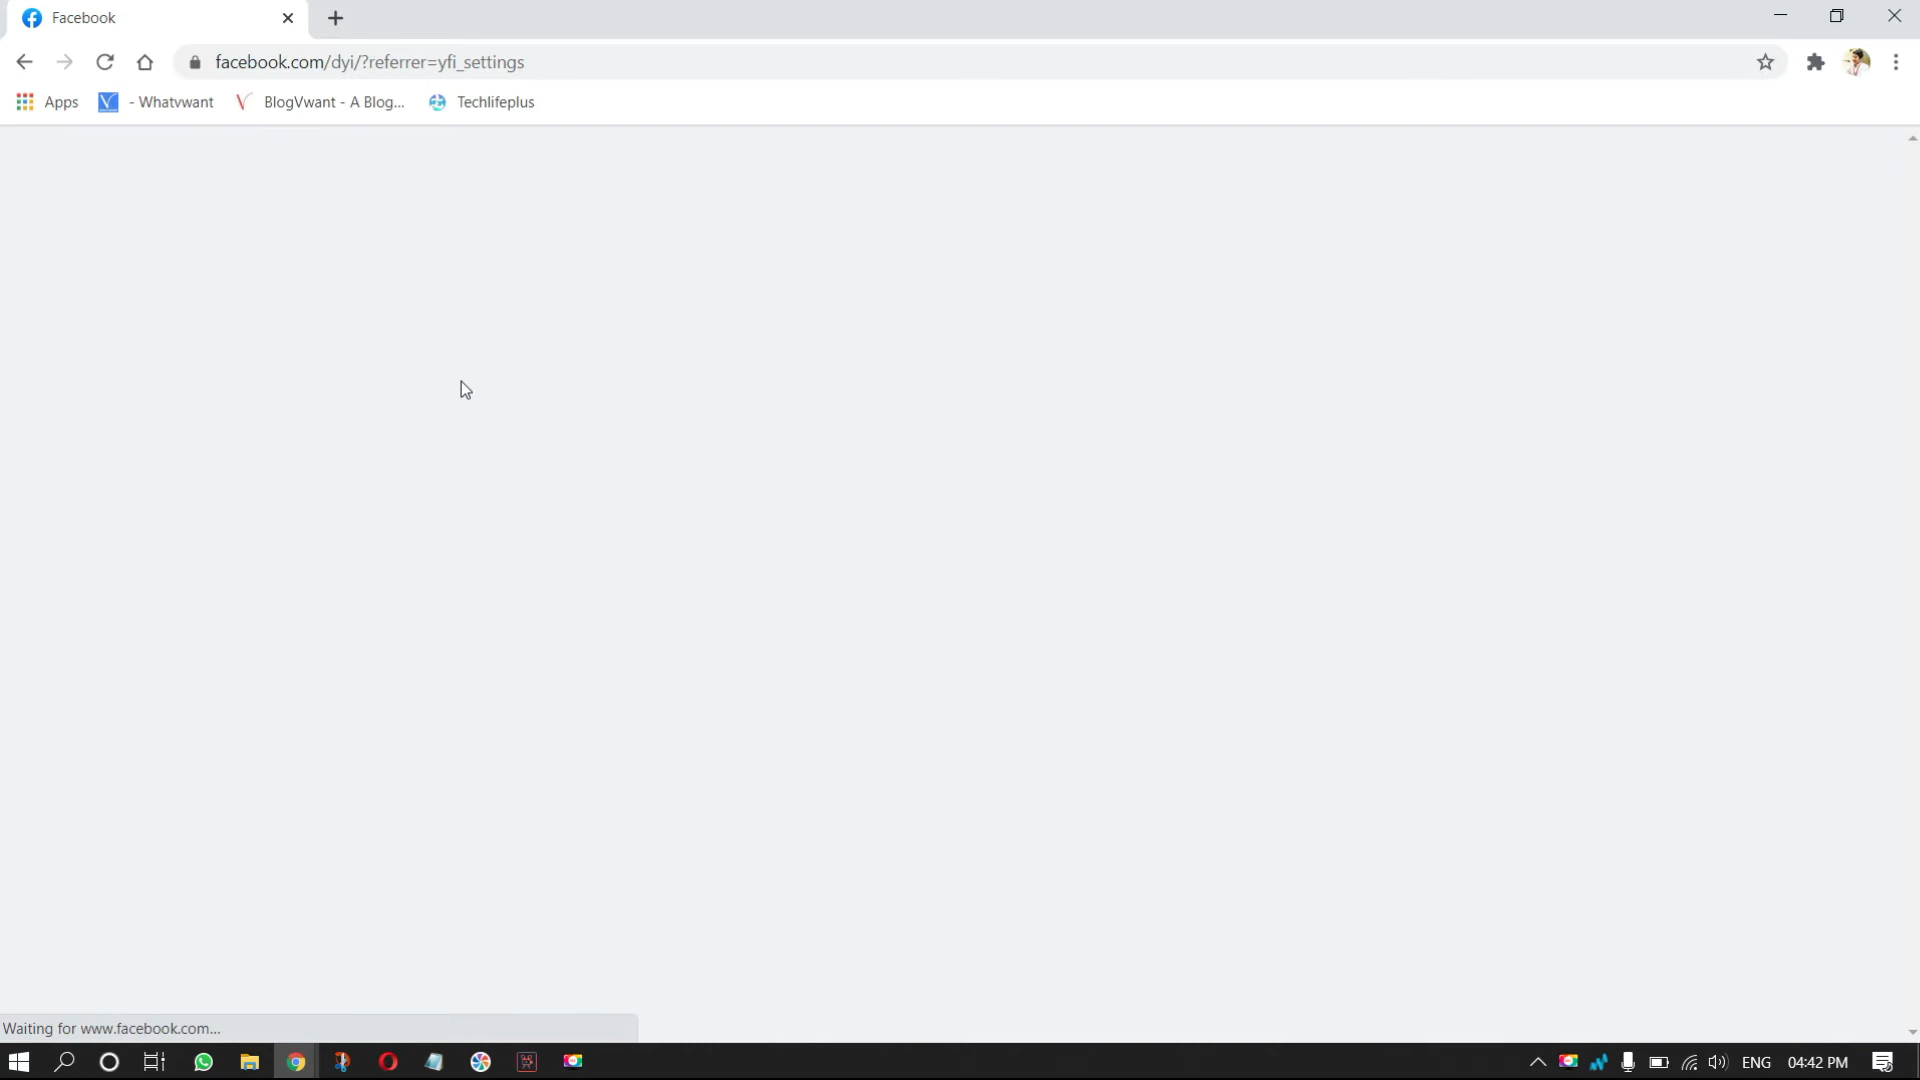 Facebook
facebook.com/dyi/?referrer=yfi_settings
Apps - Whatvwant BlogVwant - A Blog... Techlifeplus
Waiting for www.facebook.com...
ENG 04:42 PM